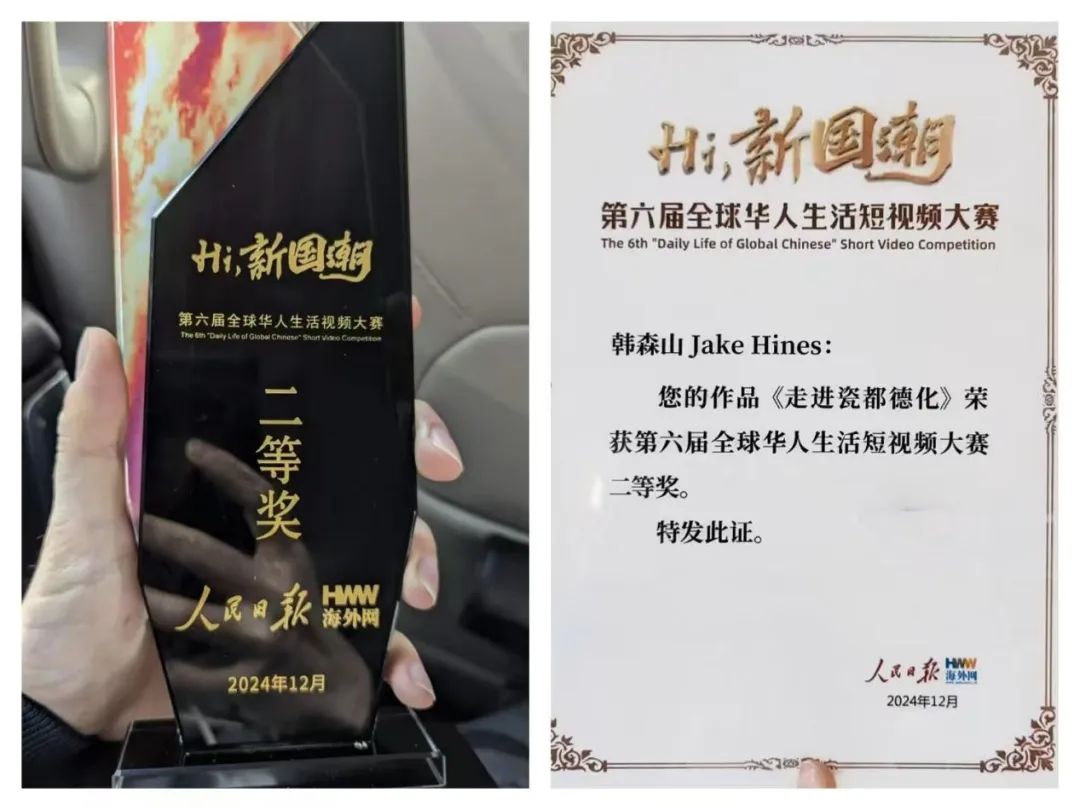 Hi,新国潮
第六届全球华人生活视频大赛
The 6th "Daily Life of Global Chinese" Short Video Competition
二等奖
人民日报 HWW
海外网
2024年12月
Hi,新国潮
第六届全球华人生活短视频大赛
The 6th "Daily Life of Global Chinese" Short Video Competition
韩森山 Jake Hines:
您的作品《走进瓷都德化》荣
获第六届全球华人生活短视频大赛
二等奖。
特发此证。
人民日报 HWW
海外网
2024年12月